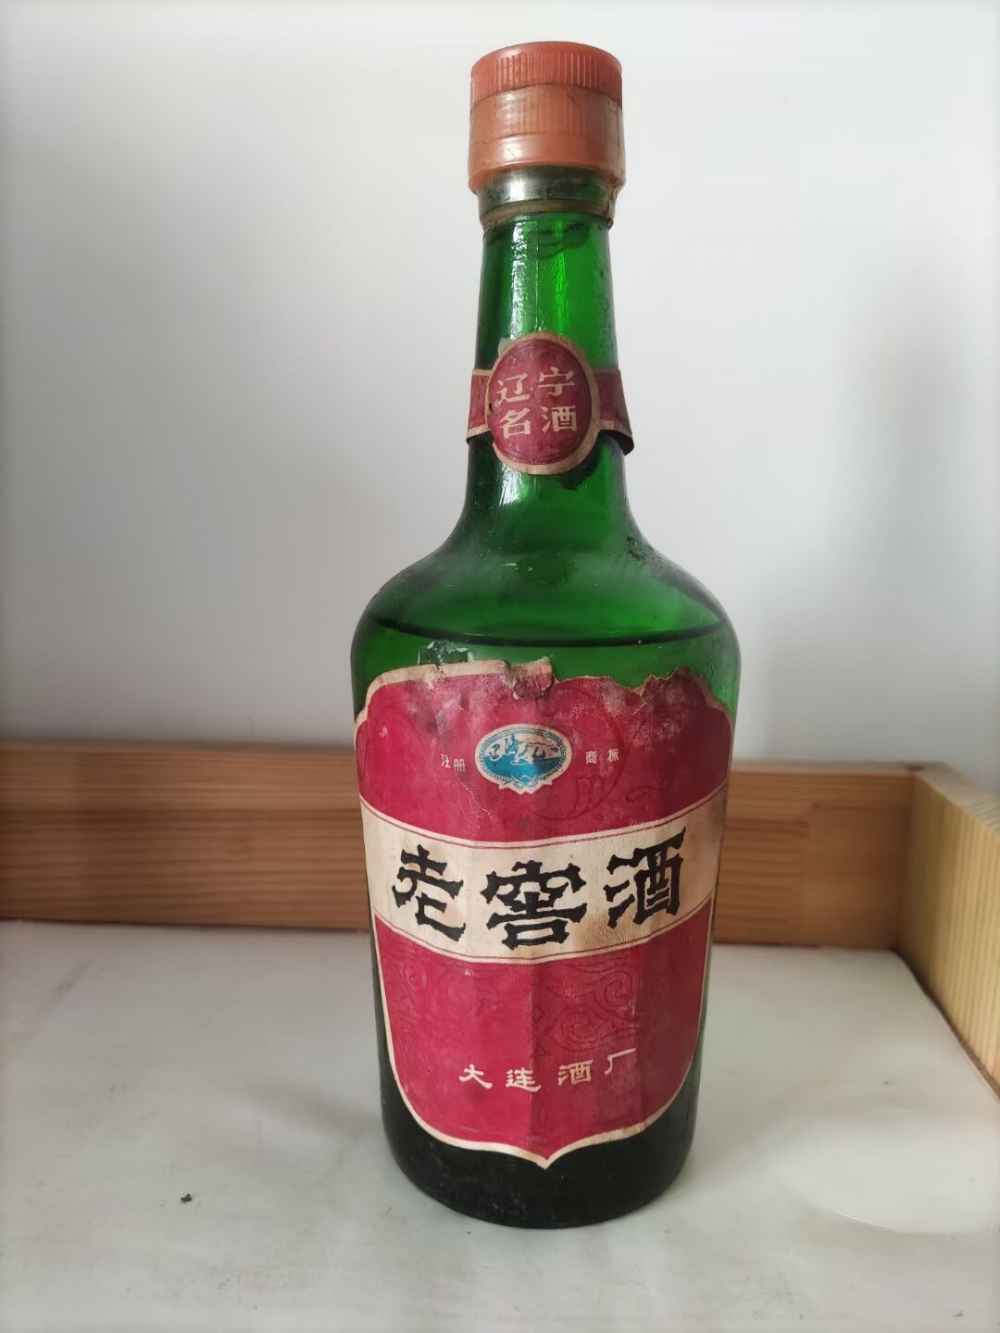 辽宁
名酒
注册 商标
老窖酒
大连酒厂